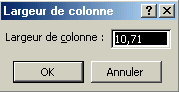 Largeur de colonne
Largeur de colonne : 10,71
OK Annuler